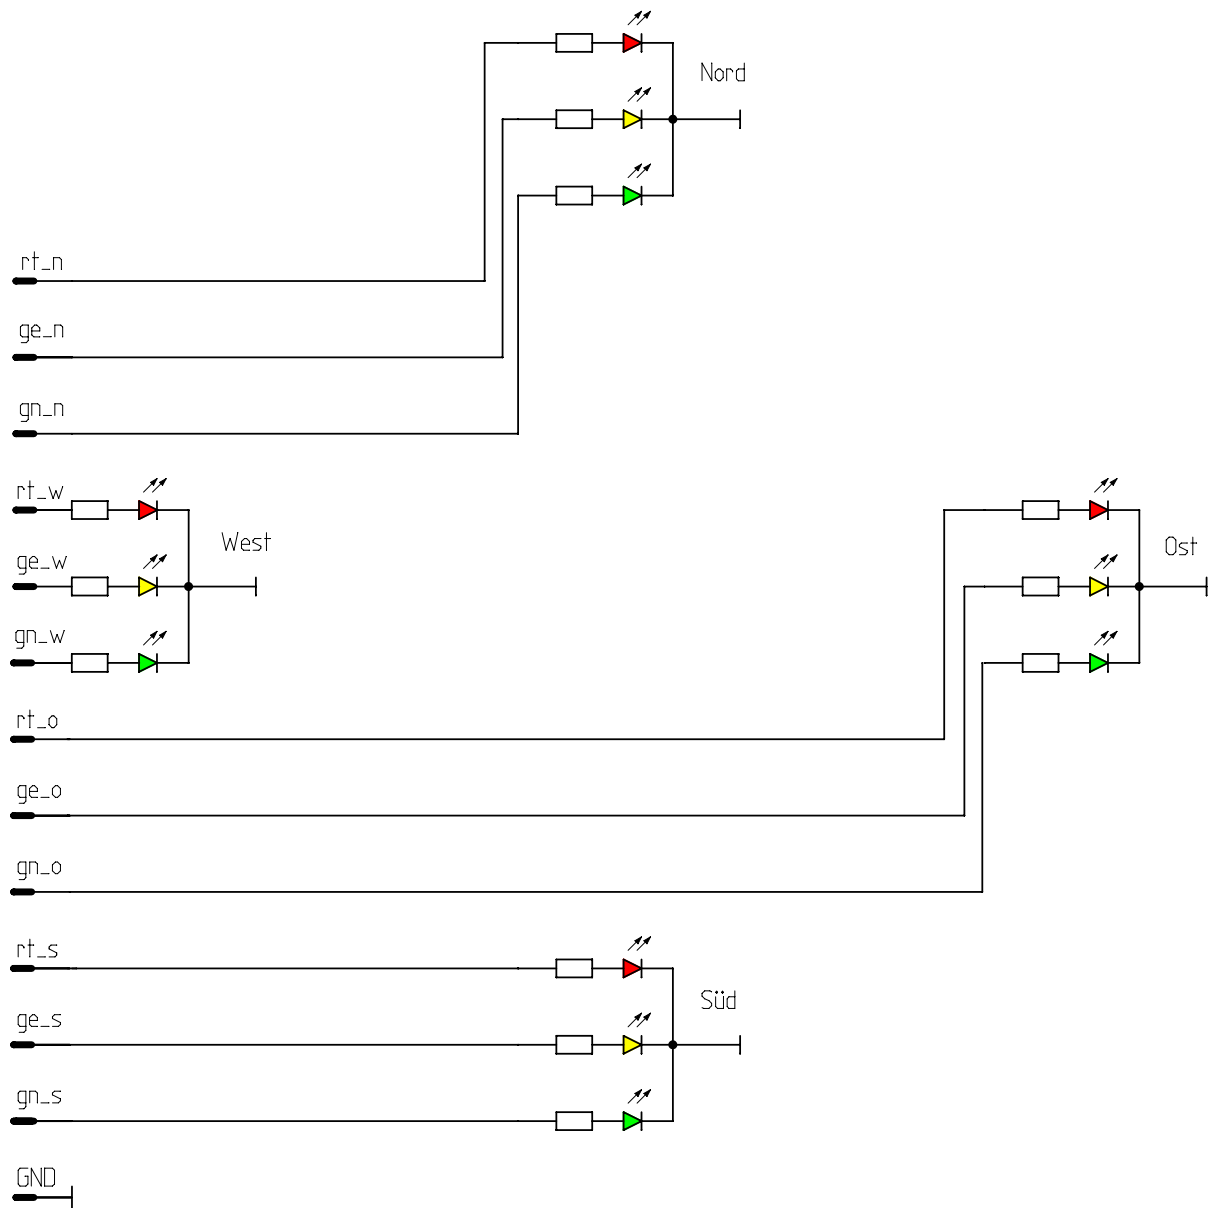 Nord
rt_n
ge_n
gn_n
rt_w
West
Ost
ge_w
gn_w
rt_o
ge_o
gn_o
rt_s
Süd
ge_s
gn_s
GND